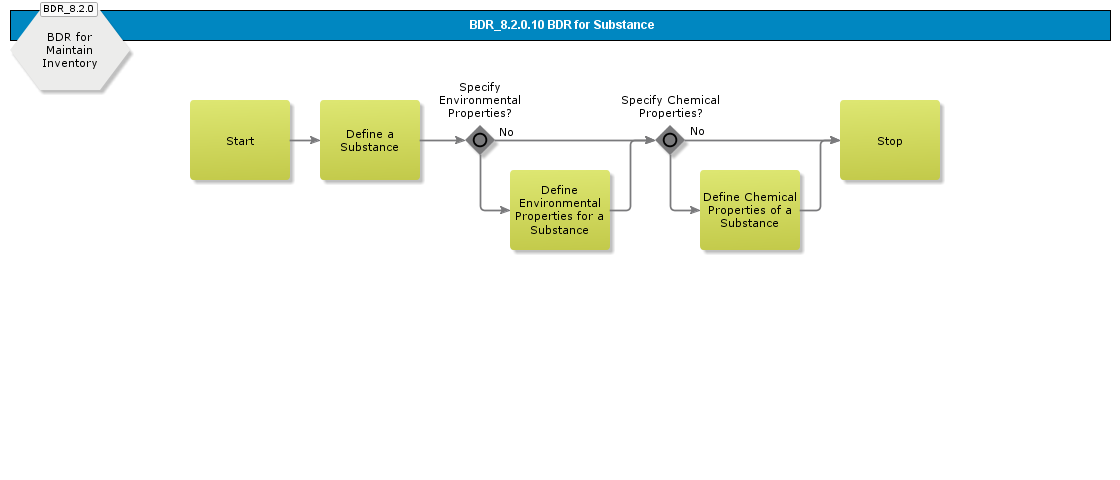 BDR_8.2.0
BDR_8.2.0.10 BDR for Substance
BDR for
Maintain
Inventory
Start
Define a
Substance
Specify
Environmental
Properties?
No
Define
Environmental
Properties for a
Substance
Specify Chemical
Properties?
No
Define Chemical
Properties of a
Substance
Stop